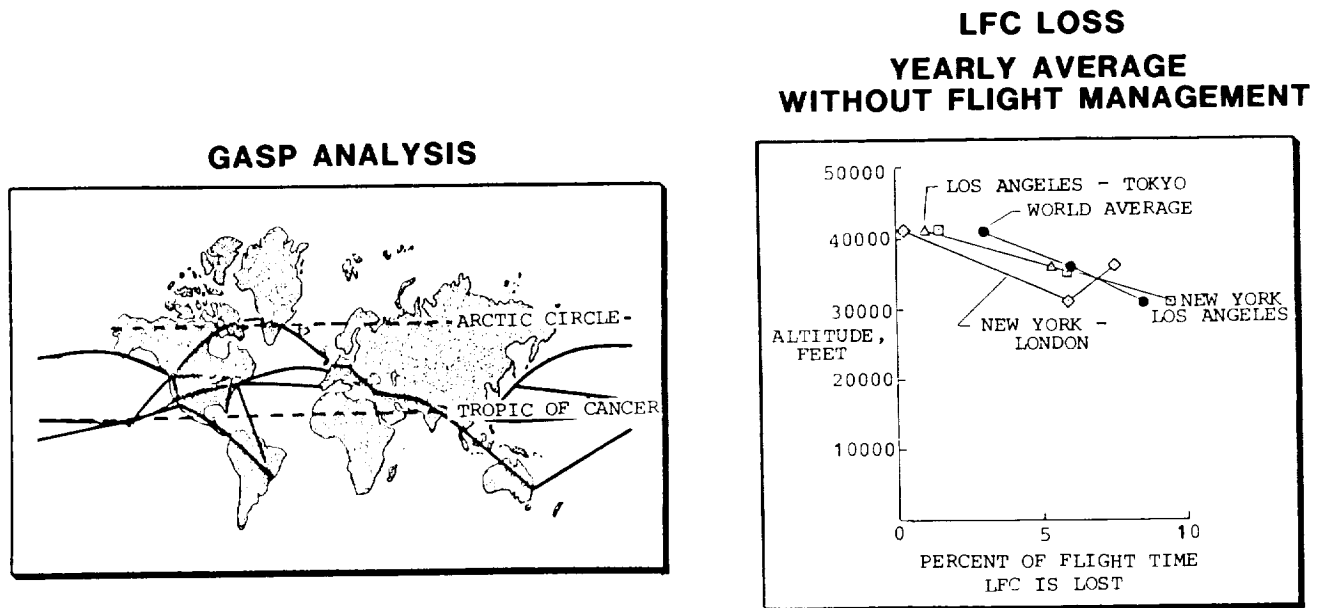 GASP ANALYSIS
ARCTIC CIRCLE-
TROPIC OF CANCER
LFC LOSS
YEARLY AVERAGE
WITHOUT FLIGHT MANAGEMENT
50000
40000
30000
20000
10000
ALTITUDE,
FEET
LOS ANGELES - TOKYO
WORLD AVERAGE
NEW YORK -
LONDON
NEW YORK
LOS ANGELES
0
5
10
PERCENT OF FLIGHT TIME
LFC IS LOST